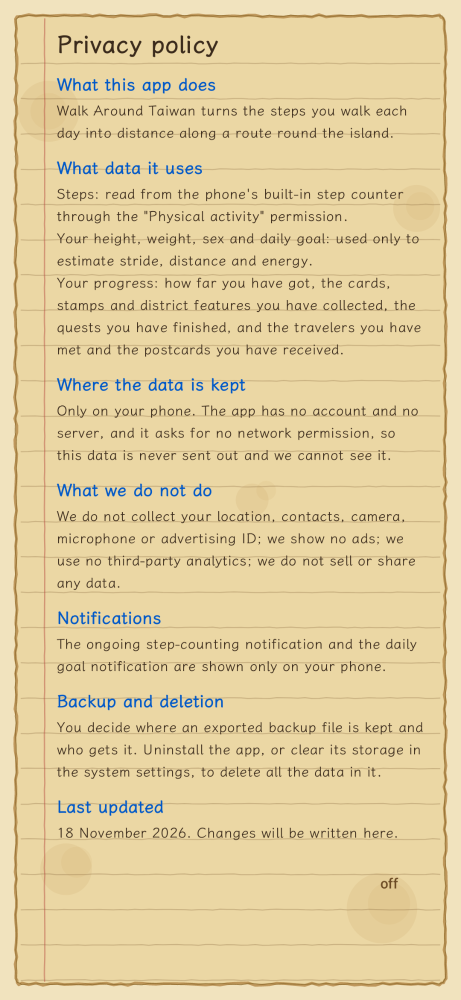 Privacy policy
What this app does
Walk Around Taiwan turns the steps you walk each
day into distance along a route round the island.
What data it uses
Steps: read from the phone's built-in step counter
through the "Physical activity" permission.
Your height, weight, sex and daily goal: used only to
estimate stride, distance and energy.
Your progress: how far you have got, the cards,
stamps and district features you have collected, the
quests you have finished, and the travelers you have
met and the postcards you have received.
Where the data is kept
Only on your phone. The app has no account and no
server, and it asks for no network permission, so
this data is never sent out and we cannot see it.
What we do not do
We do not collect your location, contacts, camera,
microphone or advertising ID; we show no ads; we
use no third-party analytics; we do not sell or share
any data.
Notifications
The ongoing step-counting notification and the daily
goal notification are shown only on your phone.
Backup and deletion
You decide where an exported backup file is kept and
who gets it. Uninstall the app, or clear its storage in
the system settings, to delete all the data in it.
Last updated
18 November 2026. Changes will be written here.
off